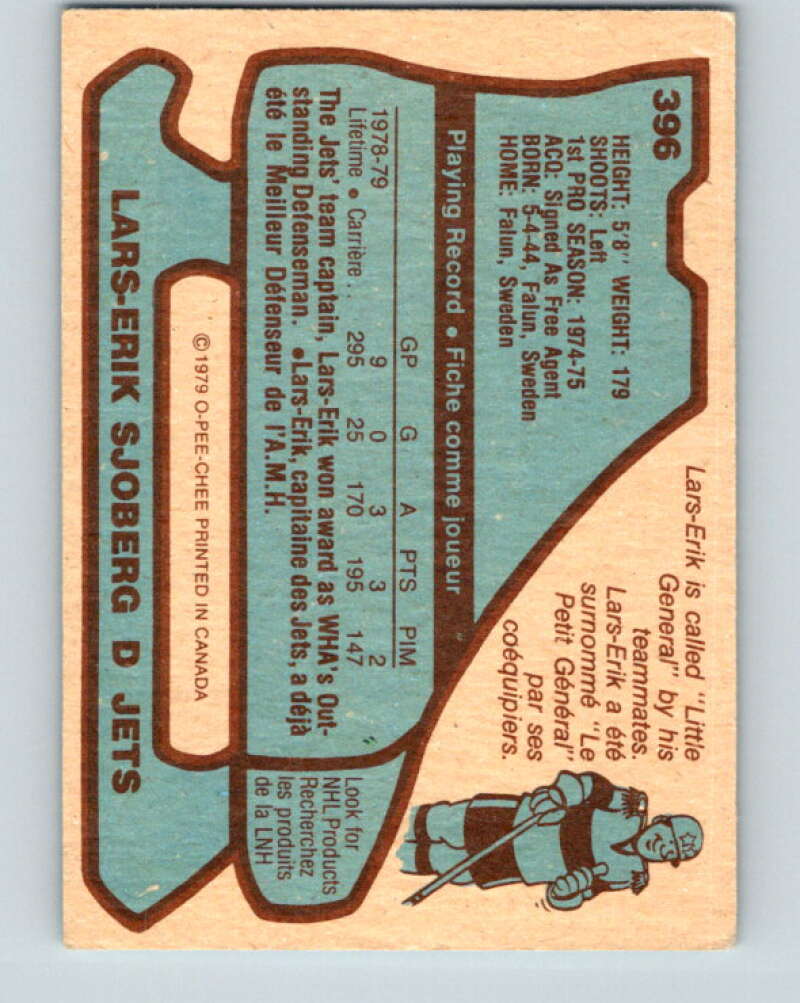 396
HEIGHT: 5'8" WEIGHT: 179
SHOOTS: Left
1st PRO SEASON: 1974-75
ACQ: Signed As Free Agent
BORN: 5-4-44, Falun, Sweden
HOME: Falun, Sweden
Lars-Erik is called "Little
General" by his
teammates.
Lars-Erik a été
surnommé "Le
Petit Général"
par ses
coéquipiers.
Playing Record • Fiche comme joueur
GP G A PTS PIM
1978-79 9 0 3 3 2
Lifetime • Carrière .. 295 25 170 195 147
The Jets' team captain, Lars-Erik won award as WHA's Out-
standing Defenseman. •Lars-Erik, capitaine des Jets, a déjà
été le Meilleur Défenseur de l'A.M.H.
Look for
NHL Products
Recherchez
les produits
de la LNH
©1979 O-PEE-CHEE PRINTED IN CANADA
LARS-ERIK SJOBERG D JETS